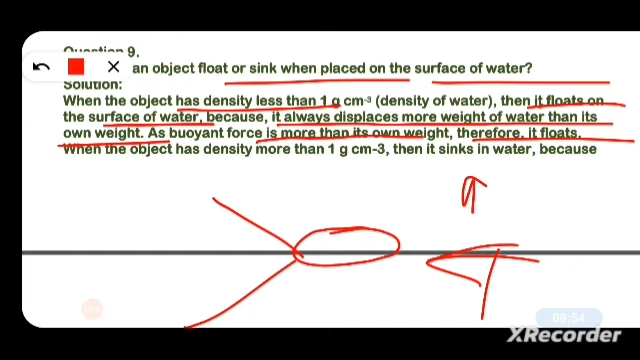 Question 9.
an object float or sink when placed on the surface of water?
Solution:
When the object has density less than 1 g cm⁻³ (density of water), then it floats on
the surface of water, because, it always displaces more weight of water than its
own weight. As buoyant force is more than its own weight, therefore, it floats.
When the object has density more than 1 g cm-3, then it sinks in water, because
08:54
XRecorder